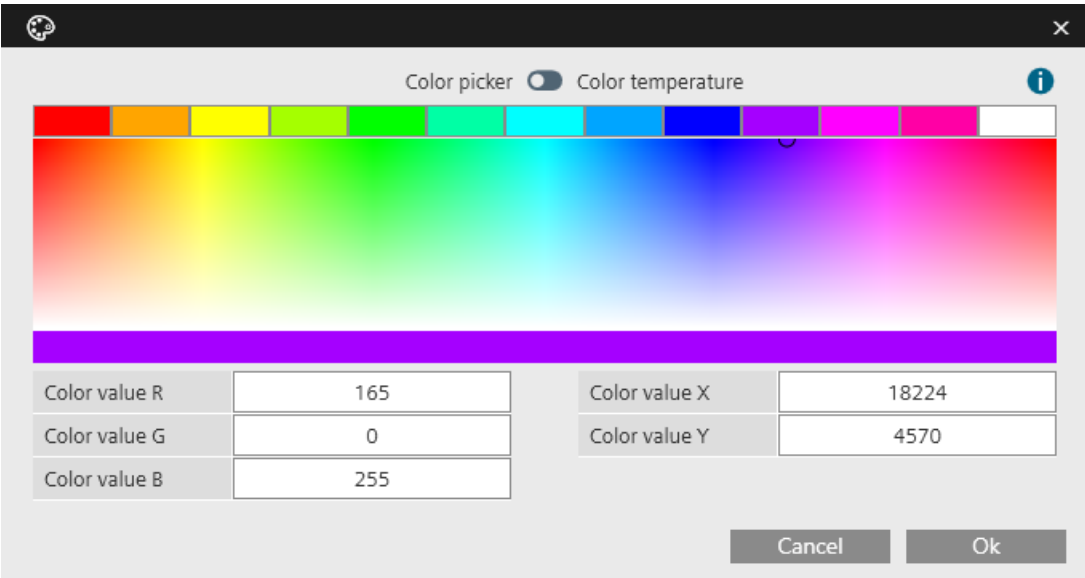 Color picker Color temperature
Color value R 165 Color value X 18224
Color value G 0 Color value Y 4570
Color value B 255
Cancel Ok